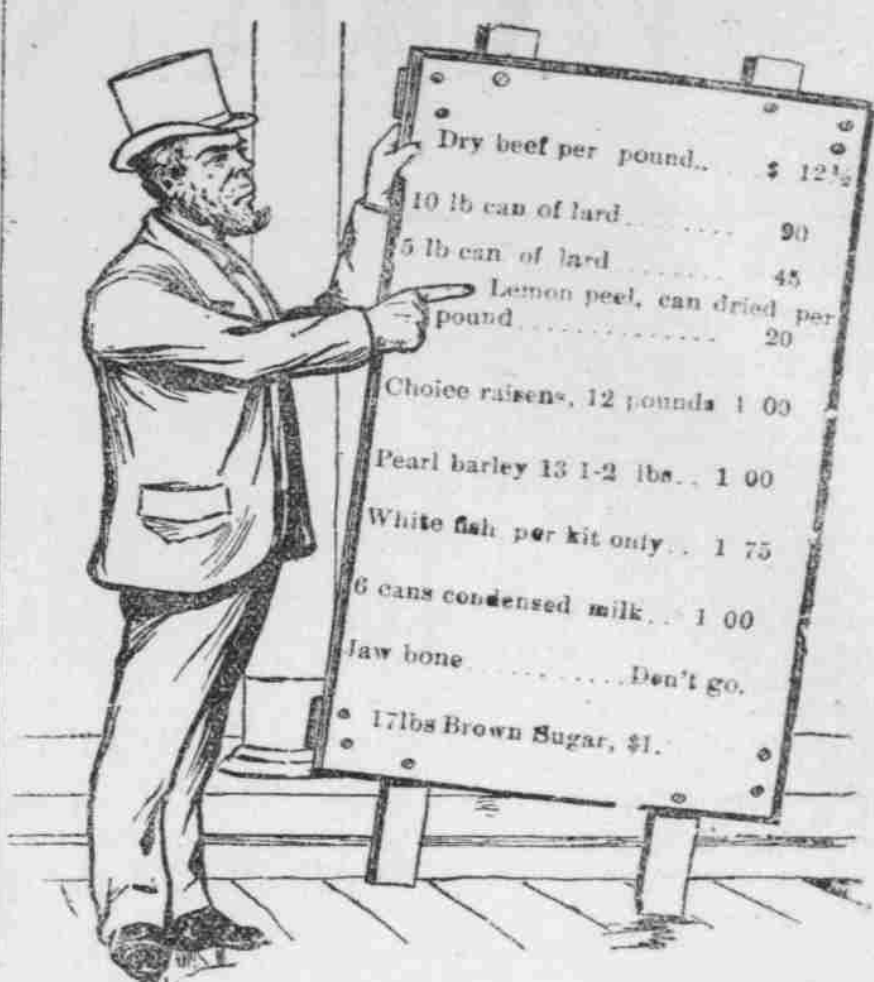 Dry beef per pound.. $ 12½
10 lb can of lard ........ 90
5 lb can of lard ........ 45
Lemon peel, can dried per
pound ............ 20
Choice raisens, 12 pounds 1 00
Pearl barley 13 1-2 lbs.. 1 00
White fish per kit only.. 1 75
6 cans condensed milk... 1 00
Jaw bone ............ Don't go.
17lbs Brown Sugar, $1.